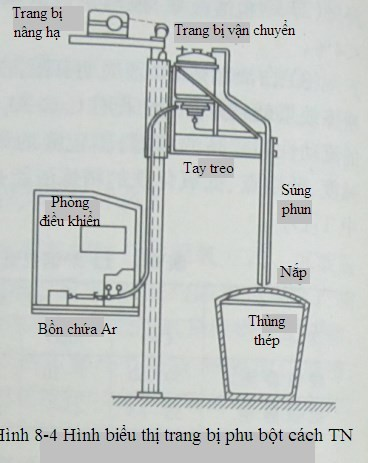 Trang bị
nâng hạ
Trang bị vận chuyển
Tay treo
Súng
phun
Phòng
điều khiển
Nắp
Bồn chứa Ar
Thùng
thép
Hình 8-4 Hình biểu thị trang bị phu bột cách TN